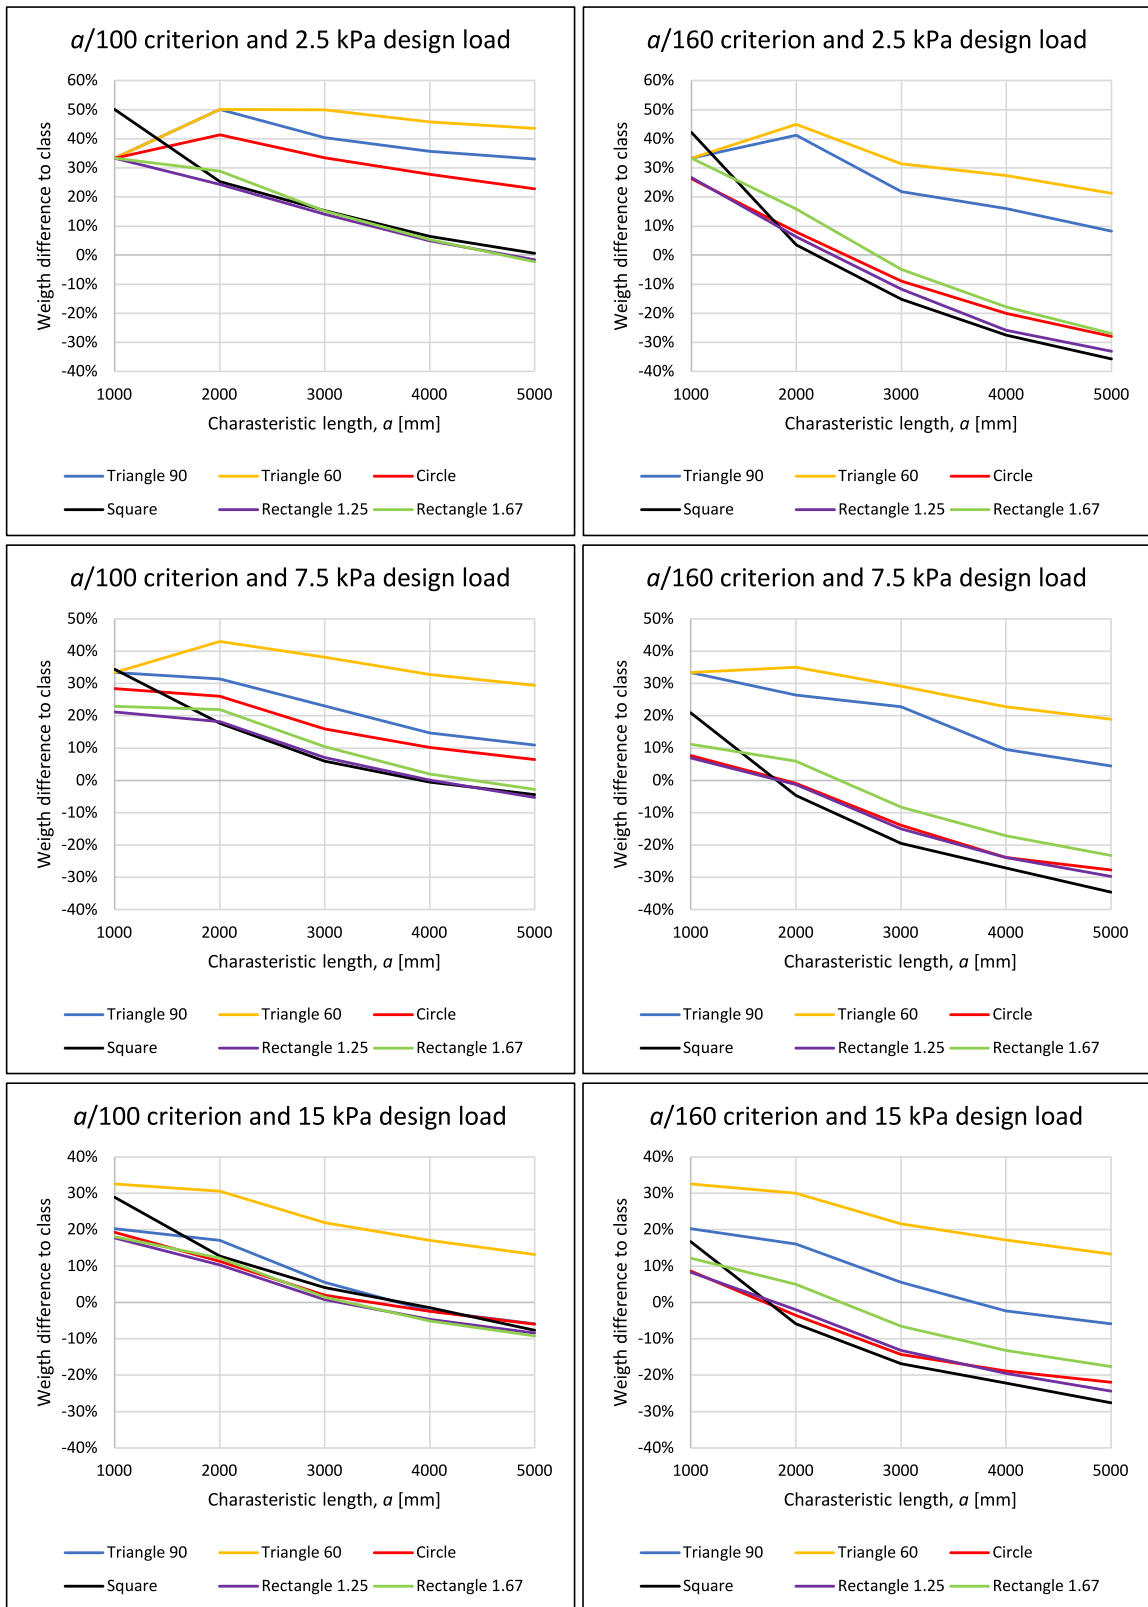 a/100 criterion and 2.5 kPa design load
60%
50%
40%
30%
20%
10%
0%
-10%
-20%
-30%
-40%
Weigth difference to class
1000 2000 3000 4000 5000
Charasteristic length, a [mm]
Triangle 90 Triangle 60 Circle
Square Rectangle 1.25 Rectangle 1.67
a/160 criterion and 2.5 kPa design load
60%
50%
40%
30%
20%
10%
0%
-10%
-20%
-30%
-40%
Weigth difference to class
1000 2000 3000 4000 5000
Charasteristic length, a [mm]
Triangle 90 Triangle 60 Circle
Square Rectangle 1.25 Rectangle 1.67
a/100 criterion and 7.5 kPa design load
50%
40%
30%
20%
10%
0%
-10%
-20%
-30%
-40%
Weigth difference to class
1000 2000 3000 4000 5000
Charasteristic length, a [mm]
Triangle 90 Triangle 60 Circle
Square Rectangle 1.25 Rectangle 1.67
a/160 criterion and 7.5 kPa design load
50%
40%
30%
20%
10%
0%
-10%
-20%
-30%
-40%
Weigth difference to class
1000 2000 3000 4000 5000
Charasteristic length, a [mm]
Triangle 90 Triangle 60 Circle
Square Rectangle 1.25 Rectangle 1.67
a/100 criterion and 15 kPa design load
40%
30%
20%
10%
0%
-10%
-20%
-30%
-40%
Weigth difference to class
1000 2000 3000 4000 5000
Charasteristic length, a [mm]
Triangle 90 Triangle 60 Circle
Square Rectangle 1.25 Rectangle 1.67
a/160 criterion and 15 kPa design load
40%
30%
20%
10%
0%
-10%
-20%
-30%
-40%
Weigth difference to class
1000 2000 3000 4000 5000
Charasteristic length, a [mm]
Triangle 90 Triangle 60 Circle
Square Rectangle 1.25 Rectangle 1.67